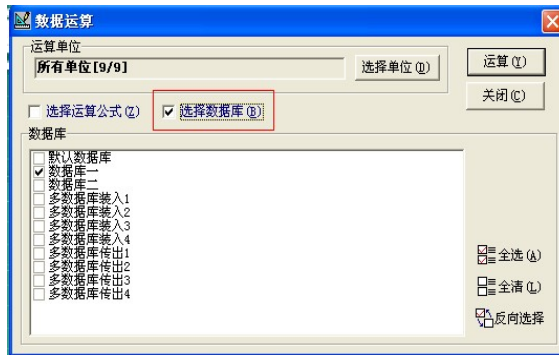 数据运算
运算单位
所有单位[9/9]
选择单位(D)
运算(Y)
关闭(C)
选择运算公式(Z)
选择数据库(B)
数据库
默认数据库
数据库一
数据库二
多数据库装入1
多数据库装入2
多数据库装入3
多数据库装入4
多数据库传出1
多数据库传出2
多数据库传出3
多数据库传出4
全选(A)
全清(L)
反向选择